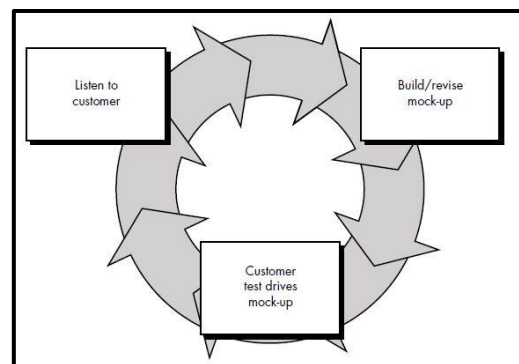 Listen to
customer
Build/revise
mock-up
Customer
test drives
mock-up